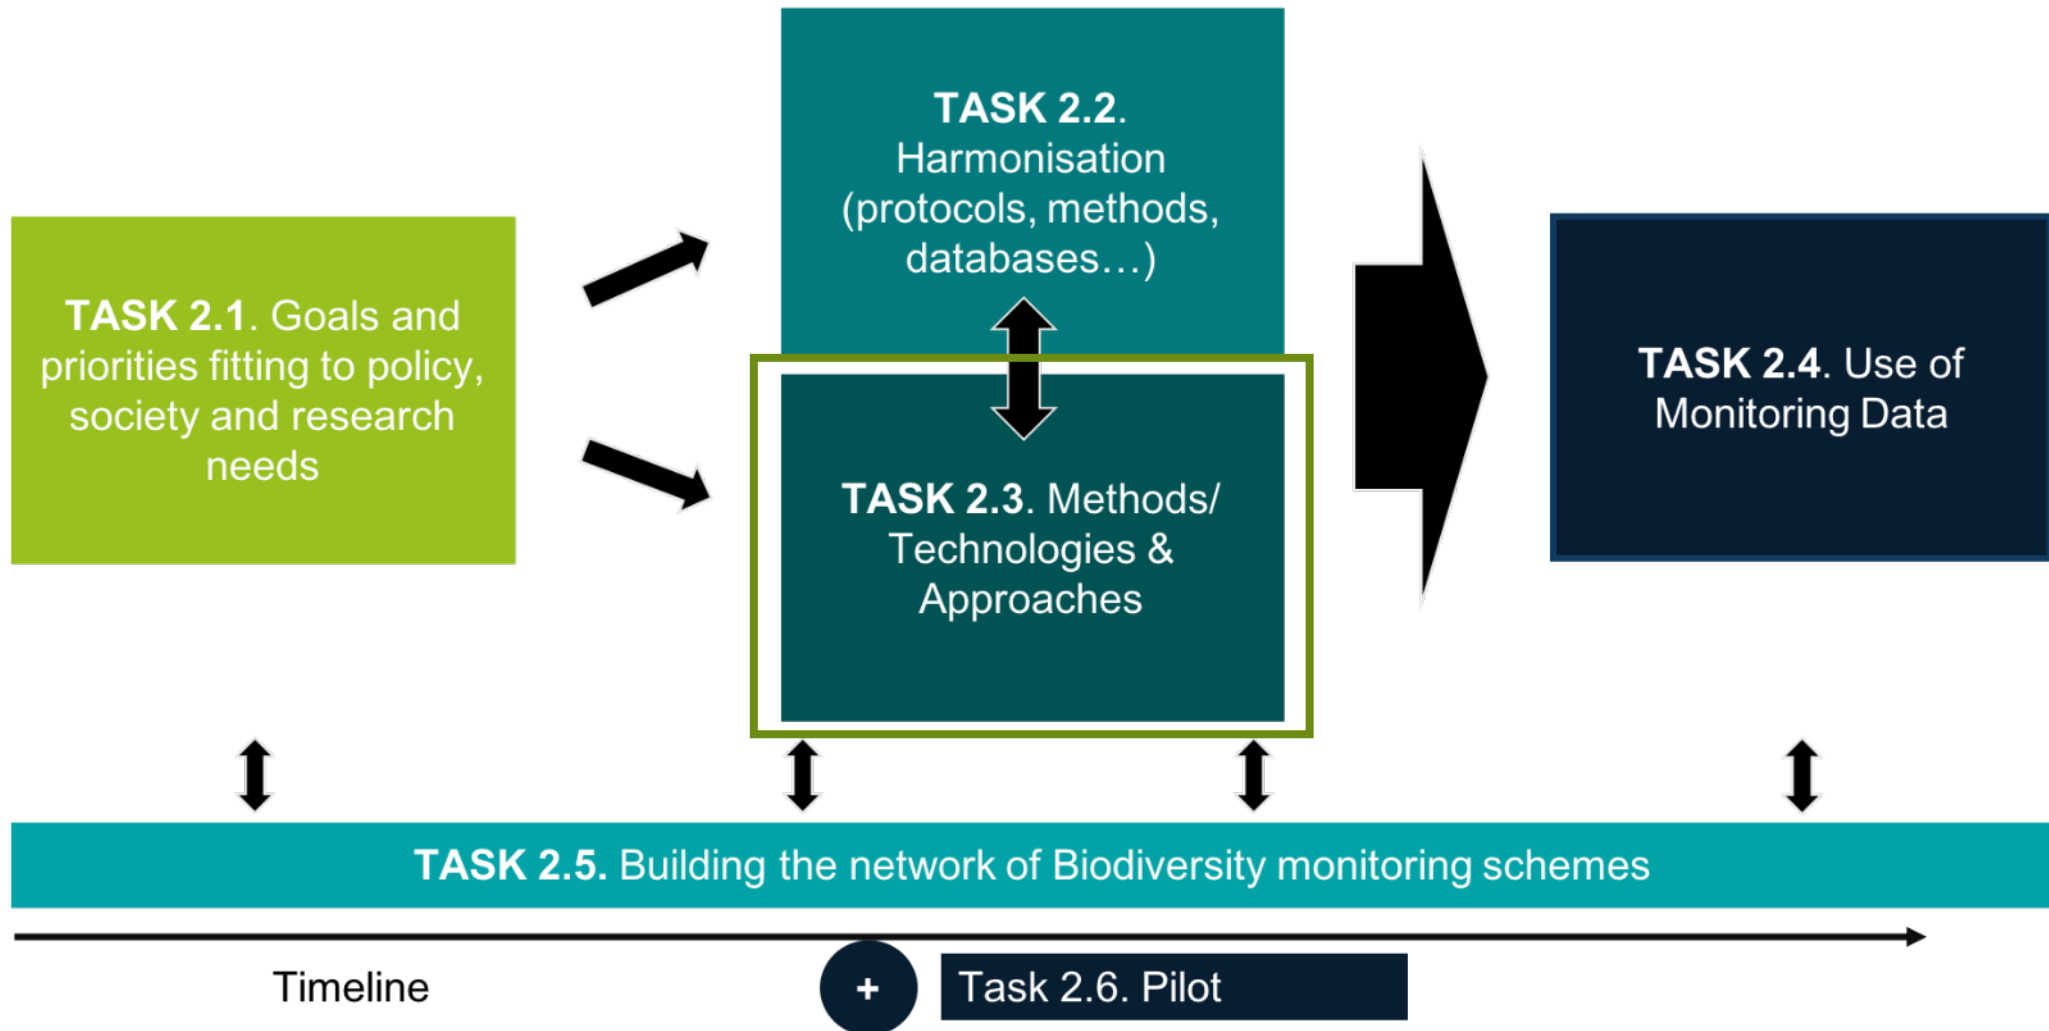 TASK 2.1. Goals and
priorities fitting to policy,
society and research
needs
TASK 2.2.
Harmonisation
(protocols, methods,
databases…)
TASK 2.3. Methods/
Technologies &
Approaches
TASK 2.4. Use of
Monitoring Data
TASK 2.5. Building the network of Biodiversity monitoring schemes
Timeline
+
Task 2.6. Pilot